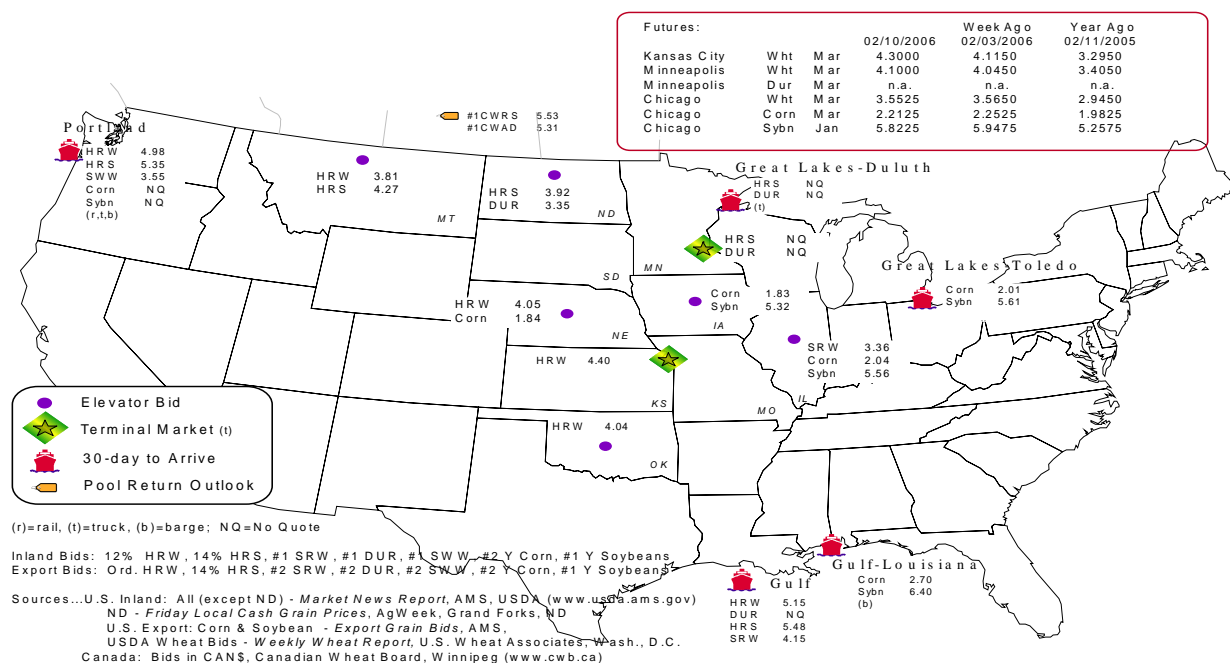 Futures:
Week Ago Year Ago
02/10/2006 02/03/2006 02/11/2005
Kansas City Wht Mar 4.3000 4.1150 3.2950
Minneapolis Wht Mar 4.1000 4.0450 3.4050
Minneapolis Dur Mar n.a. n.a. n.a.
Chicago Wht Mar 3.5525 3.5650 2.9450
Chicago Corn Mar 2.2125 2.2525 1.9825
Chicago Sybn Jan 5.8225 5.9475 5.2575
#1CWRS 5.53
#1CWAD 5.31
Portland
HRW 4.98
HRS 5.35
SWW 3.55
Corn NQ
Sybn NQ
(r,t,b)
HRW 3.81
HRS 4.27
MT
HRS 3.92
DUR 3.35
ND
Great Lakes-Duluth
HRS NQ
DUR NQ
(t)
HRS NQ
DUR NQ
MN
SD
Great Lakes-Toledo
Corn 2.01
Sybn 5.61
HRW 4.05
Corn 1.84
NE
Corn 1.83
Sybn 5.32
IA
SRW 3.36
Corn 2.04
Sybn 5.56
IL
HRW 4.40
KS
MO
HRW 4.04
OK
Elevator Bid
Terminal Market (t)
30-day to Arrive
Pool Return Outlook
(r)=rail, (t)=truck, (b)=barge; NQ=No Quote
Inland Bids: 12% HRW, 14% HRS, #1 SRW, #1 DUR, #1 SWW, #2 Y Corn, #1 Y Soybeans
Export Bids: Ord. HRW, 14% HRS, #2 SRW, #2 DUR, #2 SWW, #2 Y Corn, #1 Y Soybeans
Gulf-Louisiana
Corn 2.70
Sybn 6.40
(b)
Gulf
HRW 5.15
DUR NQ
HRS 5.48
SRW 4.15
Sources...U.S. Inland: All (except ND) - Market News Report, AMS, USDA (www.usda.ams.gov)
ND - Friday Local Cash Grain Prices, AgWeek, Grand Forks, ND
U.S. Export: Corn & Soybean - Export Grain Bids, AMS,
USDA Wheat Bids - Weekly Wheat Report, U.S. Wheat Associates, Wash., D.C.
Canada: Bids in CAN$, Canadian Wheat Board, Winnipeg (www.cwb.ca)